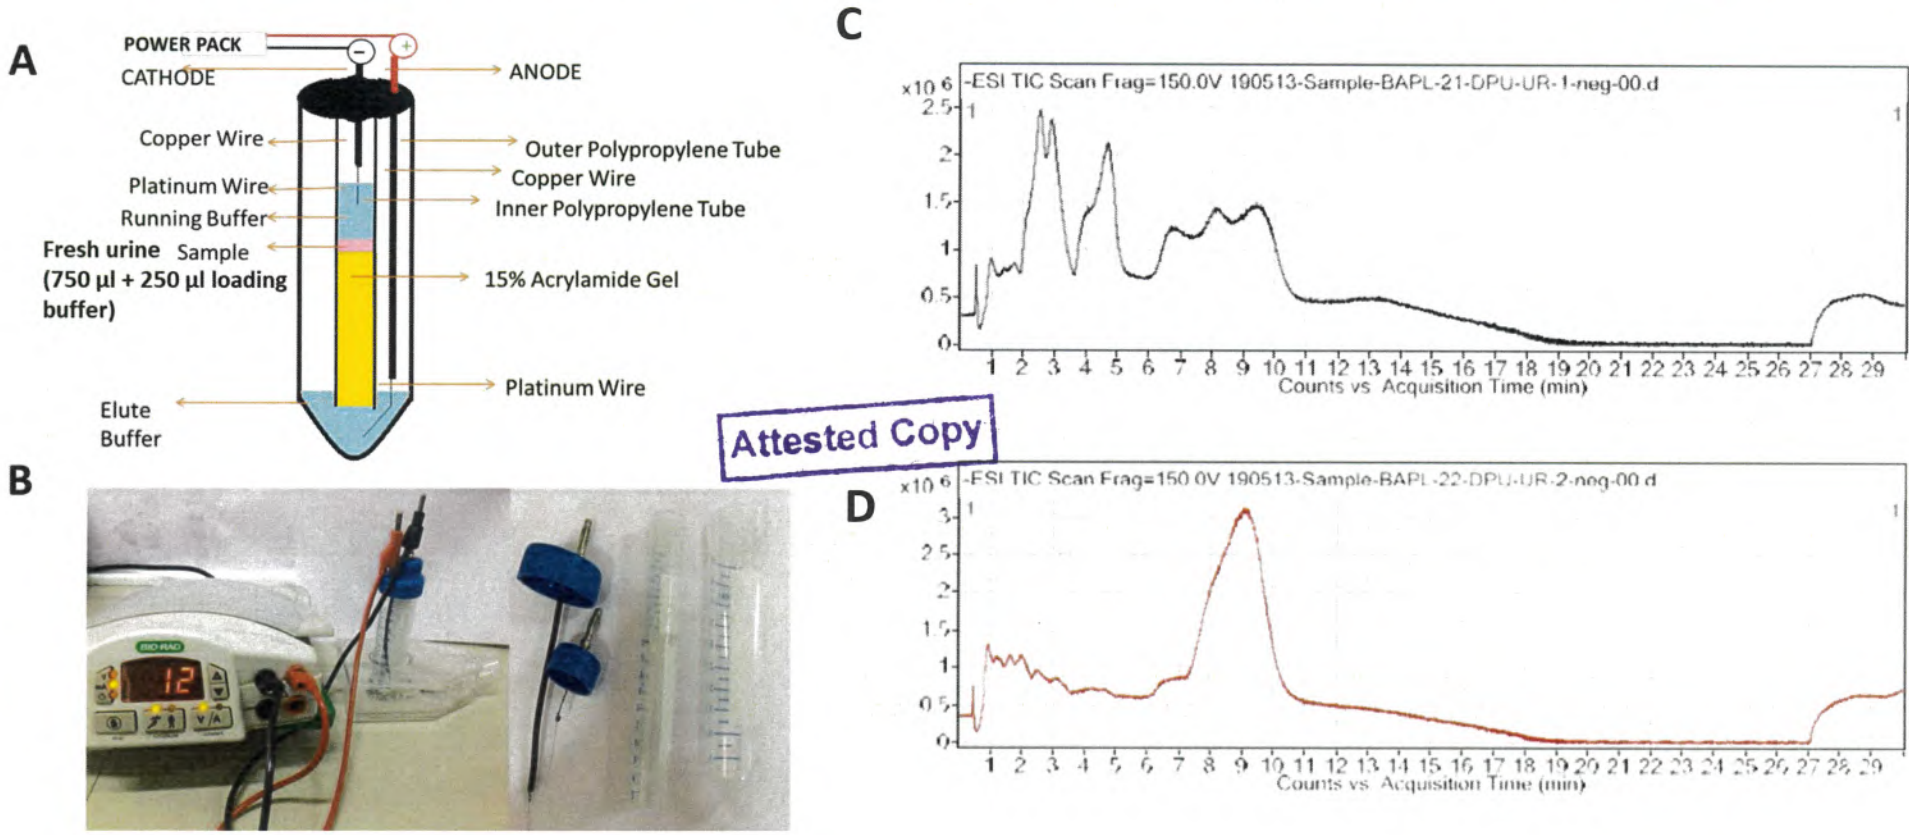 A
POWER PACK
−
+
CATHODE
ANODE
Copper Wire
Outer Polypropylene Tube
Copper Wire
Platinum Wire
Inner Polypropylene Tube
Running Buffer
Fresh urine Sample
(750 µl + 250 µl loading
buffer)
15% Acrylamide Gel
Platinum Wire
Elute
Buffer
B
BIO-RAD
12
V/A
Attested Copy
C
-ESI TIC Scan Frag=150.0V 190513-Sample-BAPL-21-DPU-UR-1-neg-00.d
x10 6
1 1
2.5
2
1.5
1
0.5
0
1 2 3 4 5 6 7 8 9 10 11 12 13 14 15 16 17 18 19 20 21 22 23 24 25 26 27 28 29
Counts vs Acquisition Time (min)
D
-ESI TIC Scan Frag=150.0V 190513-Sample-BAPL-22-DPU-UR-2-neg-00.d
x10 6
1 1
3
2.5
2
1.5
1
0.5
0
1 2 3 4 5 6 7 8 9 10 11 12 13 14 15 16 17 18 19 20 21 22 23 24 25 26 27 28 29
Counts vs Acquisition Time (min)